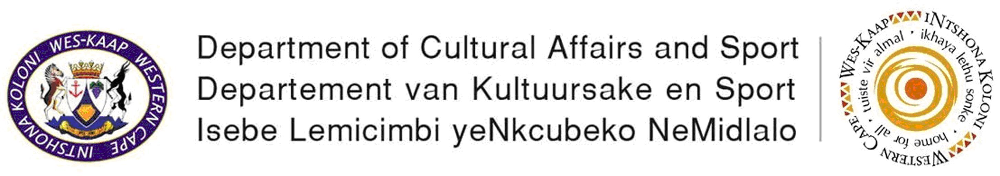 WES-KAAP WESTERN CAPE INTSHONA KOLONI
Department of Cultural Affairs and Sport
Departement van Kultuursake en Sport
Isebe Lemicimbi yeNkcubeko NeMidlalo
WES-KAAP iNTSHONA KOLONI WESTERN CAPE
tuiste vir almal · ikhaya lethu sonke · home for all ·